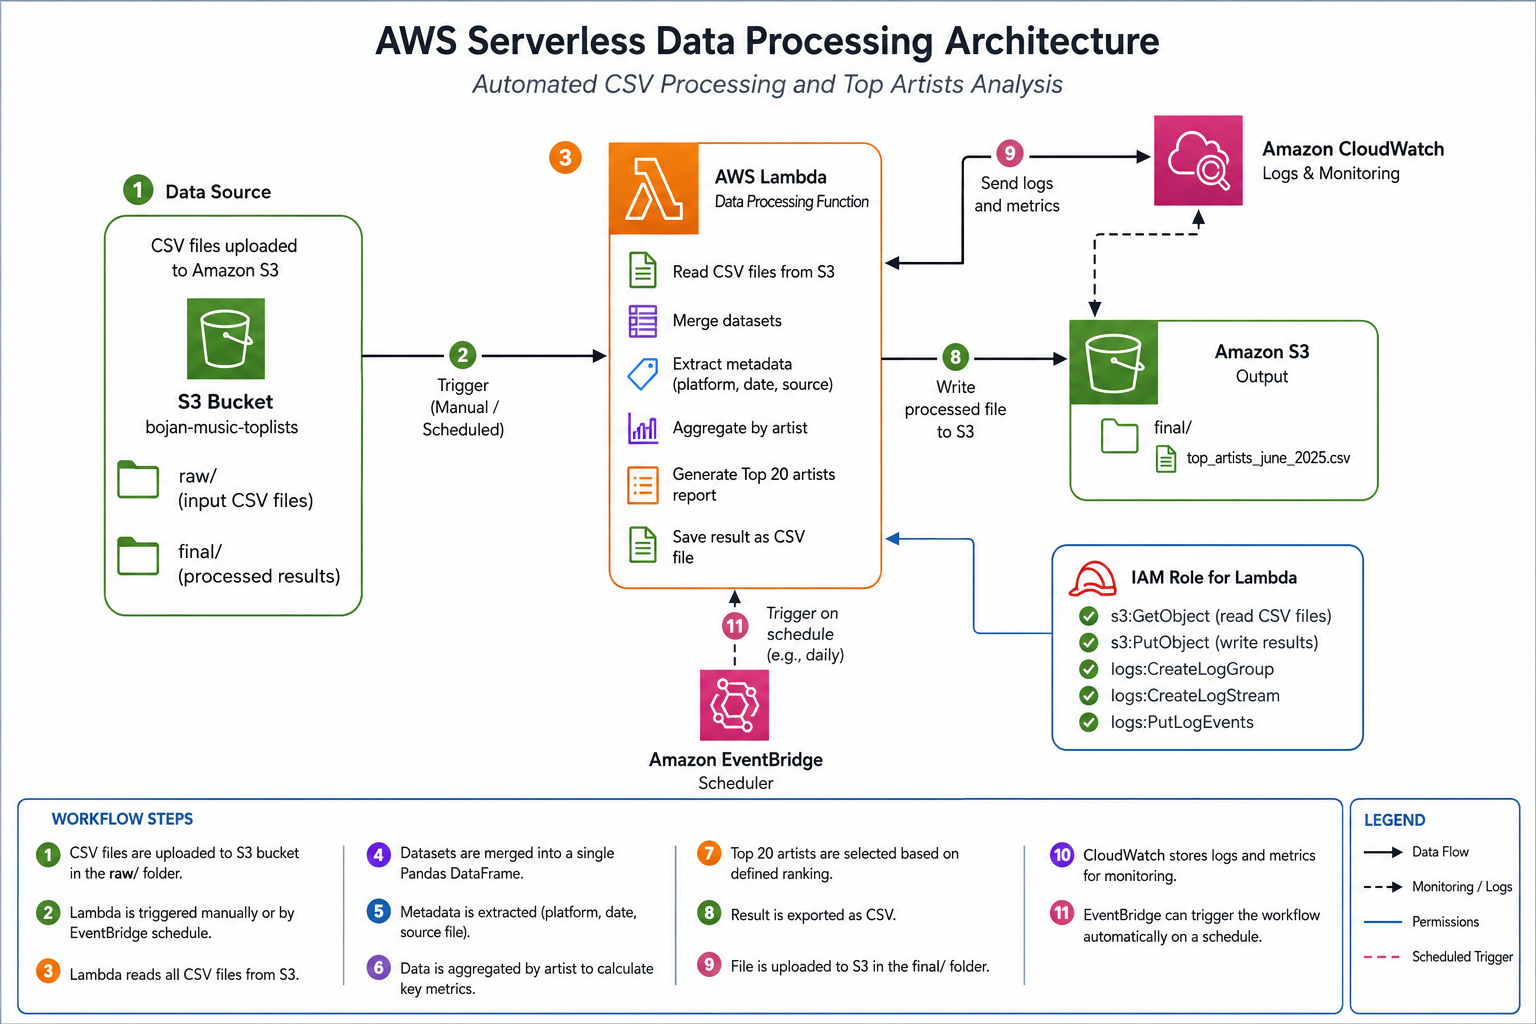 AWS Serverless Data Processing Architecture
Automated CSV Processing and Top Artists Analysis
1 Data Source
CSV files uploaded
to Amazon S3
S3 Bucket
bojan-music-toplists
raw/
(input CSV files)
final/
(processed results)
2
Trigger
(Manual /
Scheduled)
3
AWS Lambda
Data Processing Function
Read CSV files from S3
Merge datasets
Extract metadata
(platform, date, source)
Aggregate by artist
Generate Top 20 artists
report
Save result as CSV
file
9
Send logs
and metrics
Amazon CloudWatch
Logs & Monitoring
8
Write
processed file
to S3
Amazon S3
Output
final/
top_artists_june_2025.csv
IAM Role for Lambda
s3:GetObject (read CSV files)
s3:PutObject (write results)
logs:CreateLogGroup
logs:CreateLogStream
logs:PutLogEvents
11
Trigger on
schedule
(e.g., daily)
Amazon EventBridge
Scheduler
WORKFLOW STEPS
1 CSV files are uploaded to S3 bucket
in the raw/ folder.
2 Lambda is triggered manually or by
EventBridge schedule.
3 Lambda reads all CSV files from S3.
4 Datasets are merged into a single
Pandas DataFrame.
5 Metadata is extracted (platform, date,
source file).
6 Data is aggregated by artist to calculate
key metrics.
7 Top 20 artists are selected based on
defined ranking.
8 Result is exported as CSV.
9 File is uploaded to S3 in the final/ folder.
10 CloudWatch stores logs and metrics
for monitoring.
11 EventBridge can trigger the workflow
automatically on a schedule.
LEGEND
Data Flow
Monitoring / Logs
Permissions
Scheduled Trigger